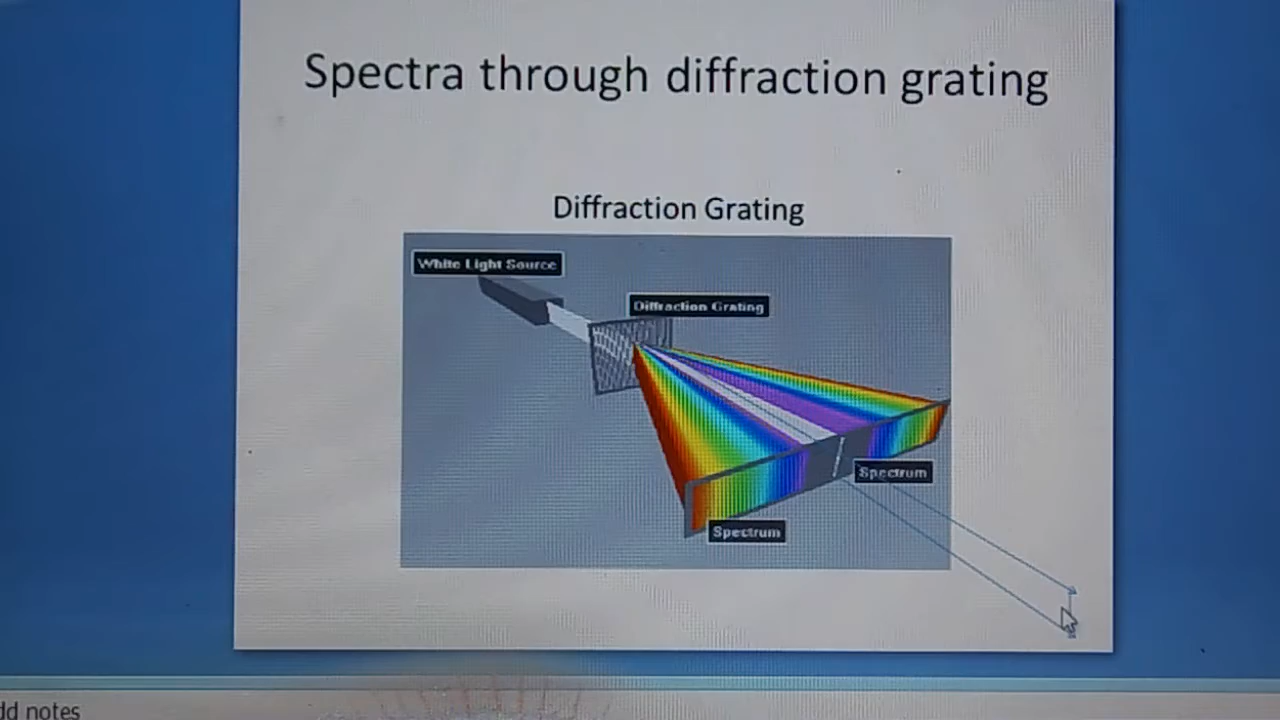 Spectra through diffraction grating
Diffraction Grating
White Light Source
Diffraction Grating
Spectrum
Spectrum
dd notes